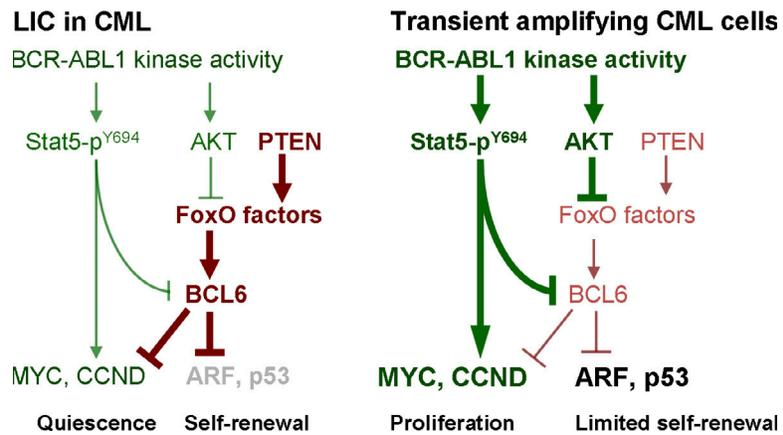 LIC in CML
BCR-ABL1 kinase activity
Stat5-pY694
AKT
PTEN
FoxO factors
BCL6
MYC, CCND
ARF, p53
Quiescence
Self-renewal
Transient amplifying CML cells
BCR-ABL1 kinase activity
Stat5-pY694
AKT
PTEN
FoxO factors
BCL6
MYC, CCND
ARF, p53
Proliferation
Limited self-renewal